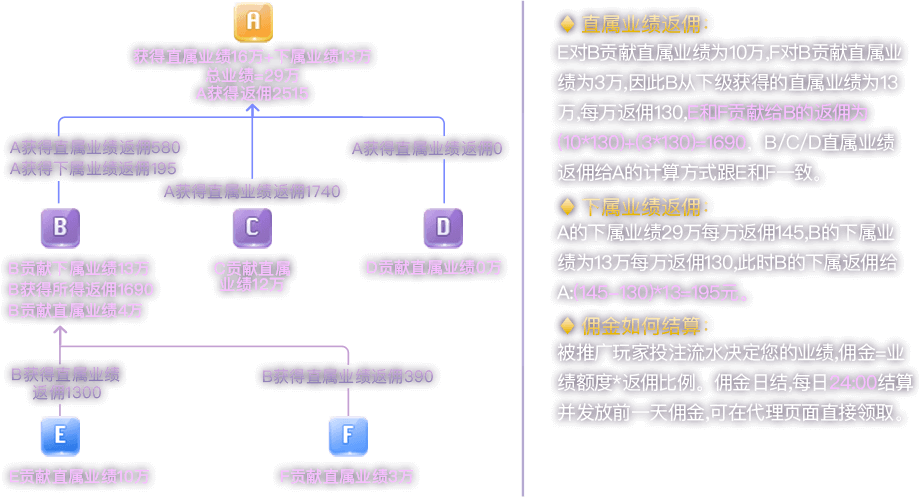 A
获得直属业绩16万+下属业绩13万
总业绩=29万
A获得返佣2515
A获得直属业绩返佣580
A获得下属业绩返佣195
A获得直属业绩返佣1740
A获得直属业绩返佣0
B
C
D
B贡献下属业绩13万
B获得所得返佣1690
B贡献直属业绩4万
C贡献直属
业绩12万
D贡献直属业绩0万
B获得直属业绩
返佣1300
B获得直属业绩返佣390
E
F
E贡献直属业绩10万
F贡献直属业绩3万
直属业绩返佣:
E对B贡献直属业绩为10万,F对B贡献直属业
绩为3万,因此B从下级获得的直属业绩为13
万,每万返佣130,E和F贡献给B的返佣为
(10*130)+(3*130)=1690，B/C/D直属业绩
返佣给A的计算方式跟E和F一致。
下属业绩返佣:
A的下属业绩29万每万返佣145,B的下属业
绩为13万每万返佣130,此时B的下属返佣给
A:(145-130)*13=195元。
佣金如何结算:
被推广玩家投注流水决定您的业绩,佣金=业
绩额度*返佣比例。佣金日结,每日24:00结算
并发放前一天佣金,可在代理页面直接领取。